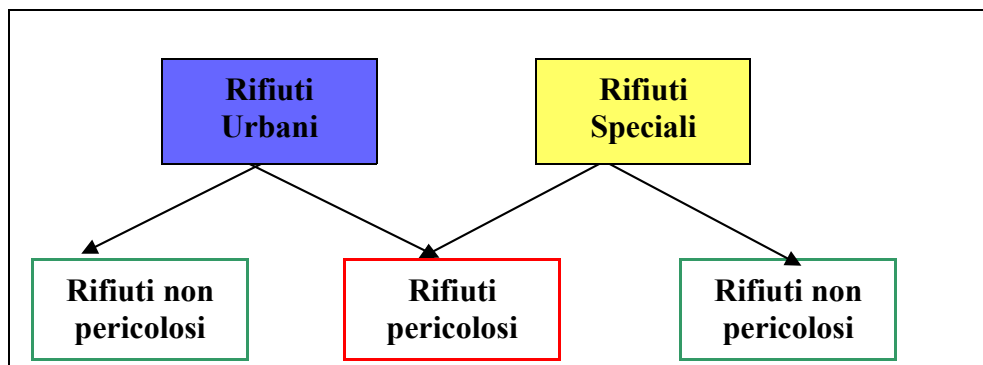 Rifiuti
Urbani
Rifiuti
Speciali
Rifiuti non
pericolosi
Rifiuti
pericolosi
Rifiuti non
pericolosi